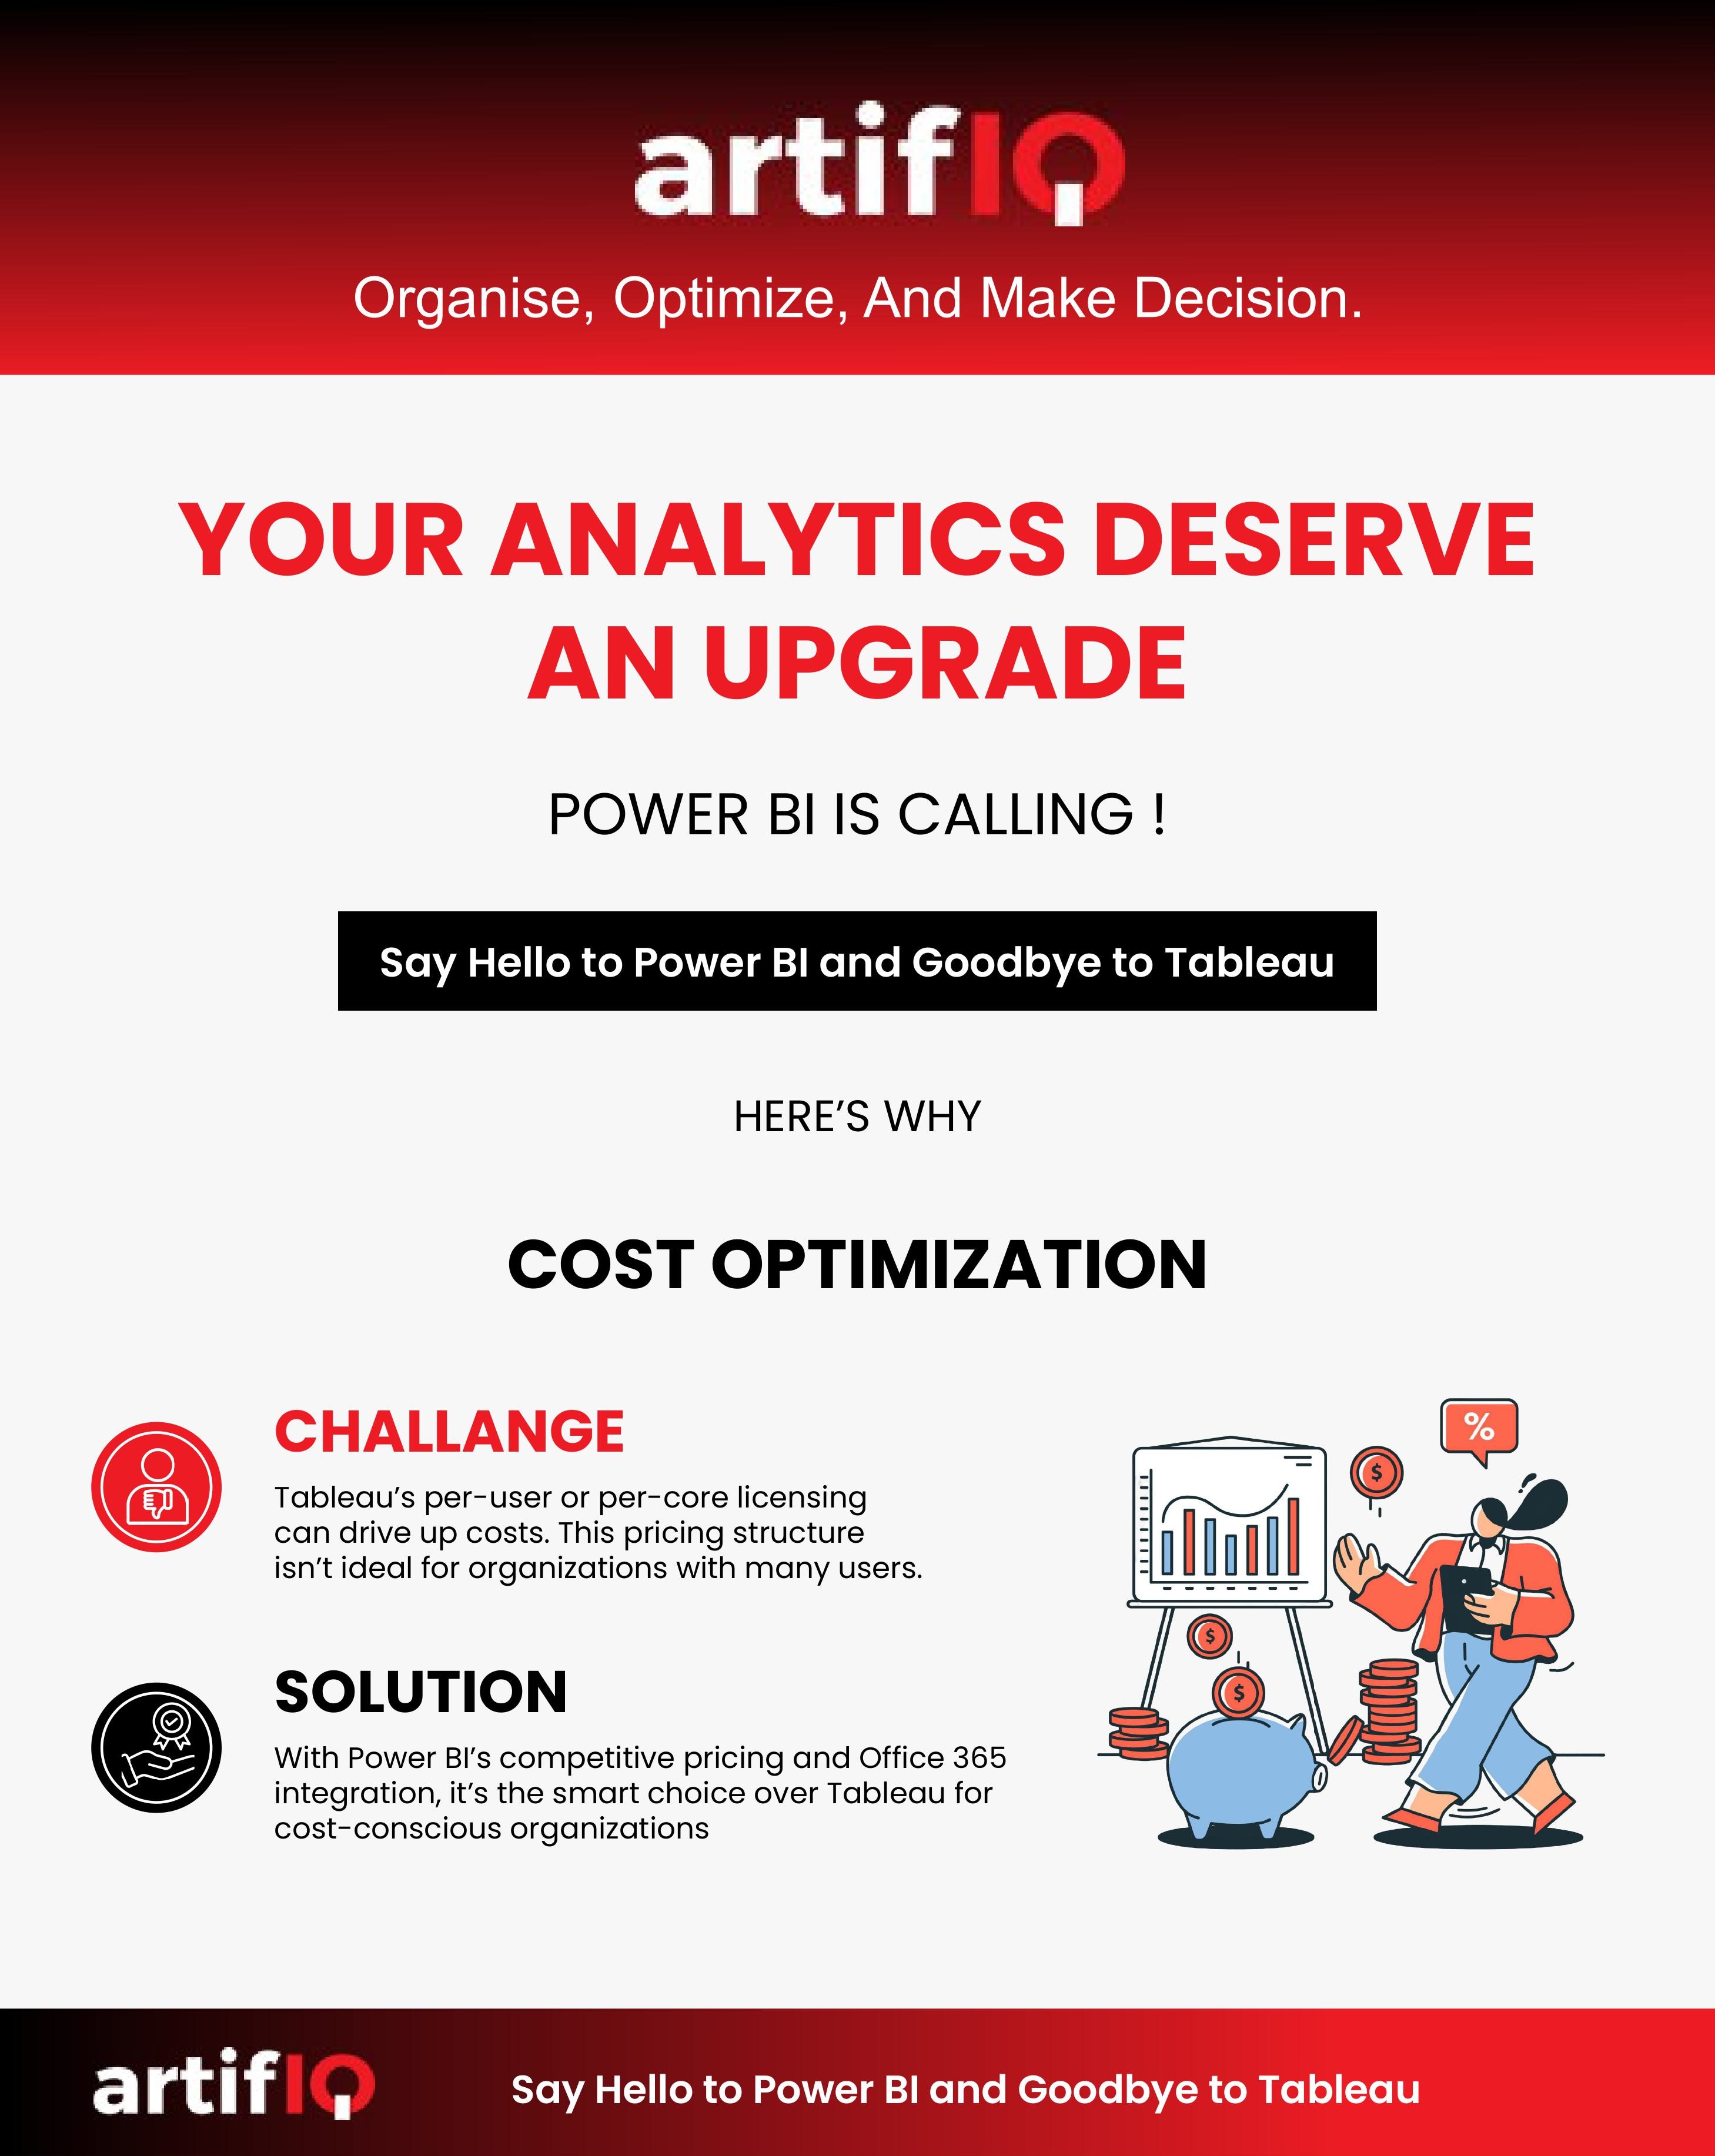 artifIQ
Organise, Optimize, And Make Decision.
YOUR ANALYTICS DESERVE
AN UPGRADE
POWER BI IS CALLING !
Say Hello to Power BI and Goodbye to Tableau
HERE’S WHY
COST OPTIMIZATION
CHALLANGE
Tableau’s per-user or per-core licensing
can drive up costs. This pricing structure
isn’t ideal for organizations with many users.
SOLUTION
With Power BI’s competitive pricing and Office 365
integration, it’s the smart choice over Tableau for
cost-conscious organizations
%
$
$
$
artifIQ
Say Hello to Power BI and Goodbye to Tableau